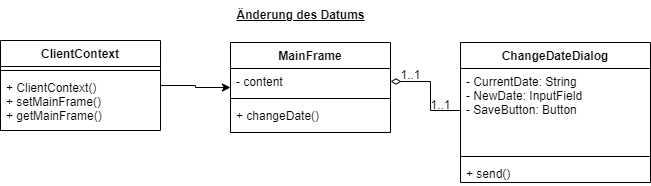 Änderung des Datums
ClientContext
+ ClientContext()
+ setMainFrame()
+ getMainFrame()
MainFrame
- content
+ changeDate()
1..1
1..1
ChangeDateDialog
- CurrentDate: String
- NewDate: InputField
- SaveButton: Button
+ send()